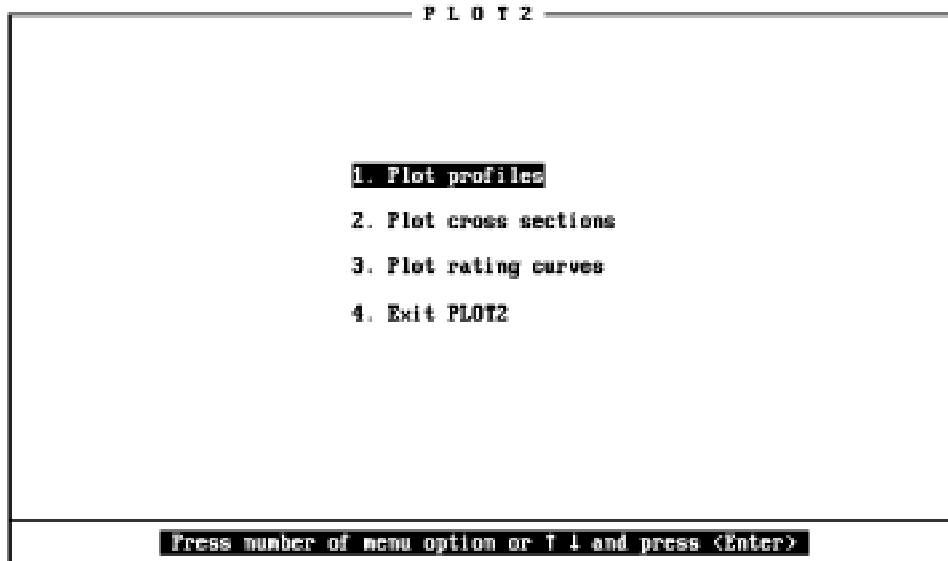 P L O T 2
1. Plot profiles
2. Plot cross sections
3. Plot rating curves
4. Exit PLOT2
Press number of menu option or ↑ ↓ and press <Enter>